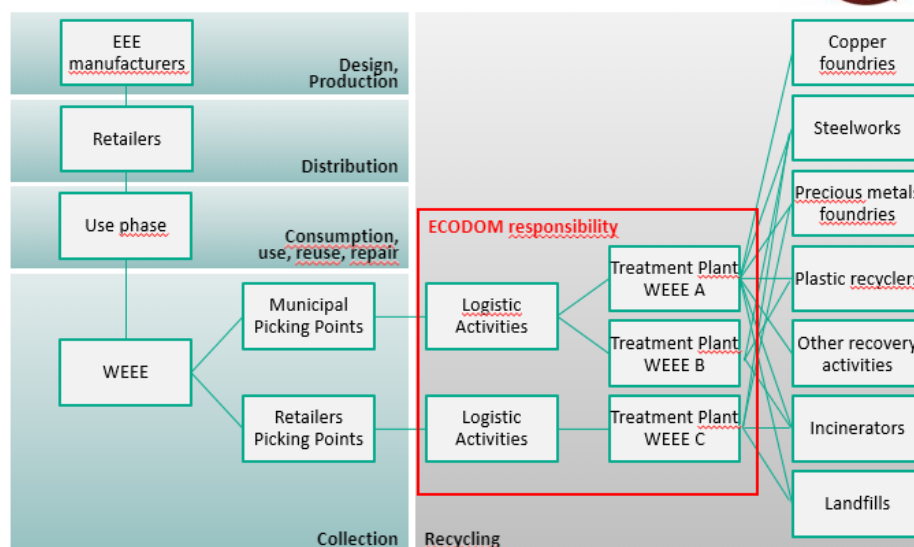 EEE
manufacturers
Design,
Production
Retailers
Distribution
Use phase
Consumption,
use, reuse, repair
WEEE
Municipal
Picking Points
Retailers
Picking Points
Collection
ECODOM responsibility
Logistic
Activities
Logistic
Activities
Treatment Plant
WEEE A
Treatment Plant
WEEE B
Treatment Plant
WEEE C
Recycling
Copper
foundries
Steelworks
Precious metals
foundries
Plastic recyclers
Other recovery
activities
Incinerators
Landfills